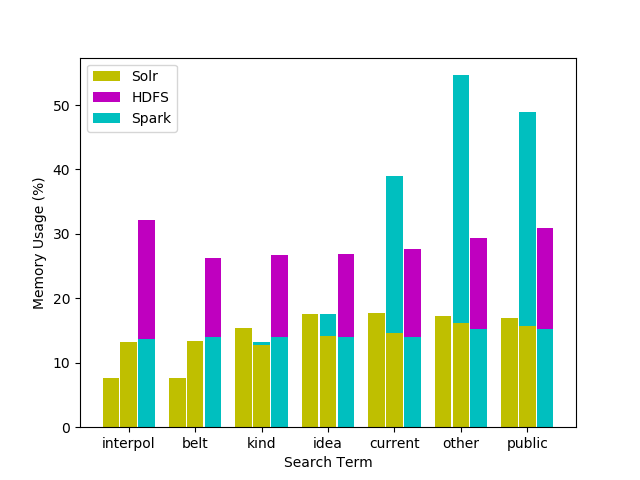 Solr
HDFS
Spark
Memory Usage (%)
50
40
30
20
10
0
interpol belt kind idea current other public
Search Term